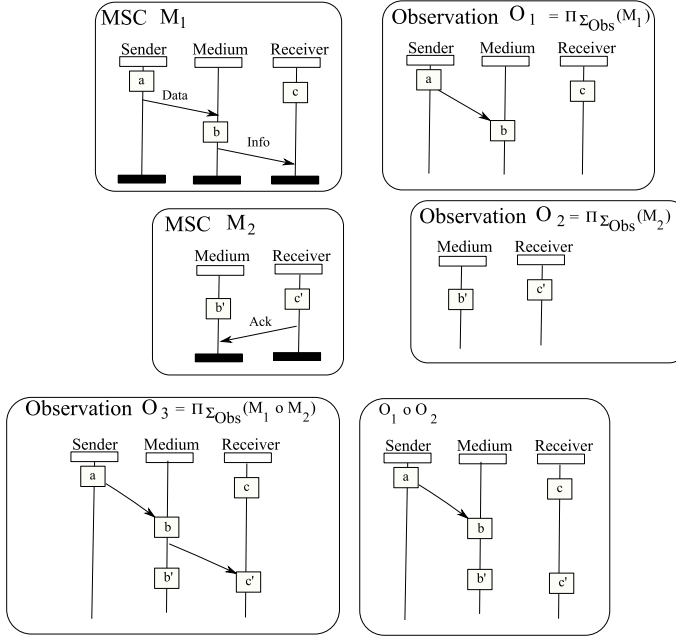 MSC M1
Sender Medium Receiver
a
c
Data
b
Info
Observation O1 = ΠΣObs(M1)
Sender Medium Receiver
a
c
b
MSC M2
Medium Receiver
b'
c'
Ack
Observation O2 = ΠΣObs(M2)
Medium Receiver
b'
c'
Observation O3 = ΠΣObs(M1 o M2)
Sender Medium Receiver
a
c
b
b'
c'
O1 o O2
Sender Medium Receiver
a
c
b
b'
c'